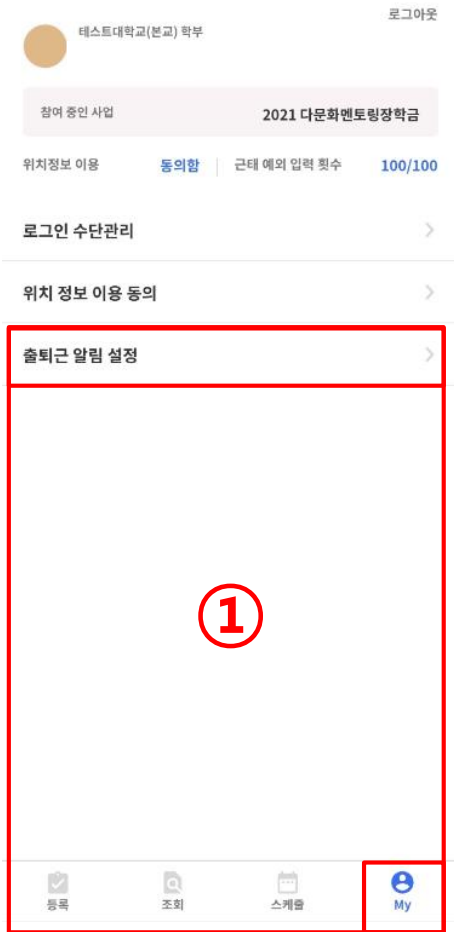 로그아웃
테스트대학교(본교) 학부
참여 중인 사업 2021 다문화멘토링장학금
위치정보 이용 동의함 근태 예외 입력 횟수 100/100
로그인 수단관리
위치 정보 이용 동의
출퇴근 알림 설정
①
등록 조회 스케줄 My